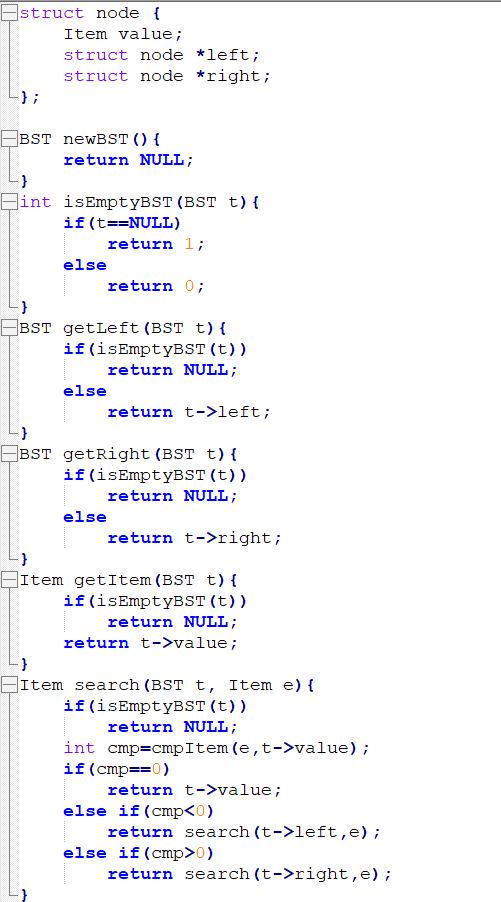 struct node {
    Item value;
    struct node *left;
    struct node *right;
};

BST newBST(){
    return NULL;
}
int isEmptyBST(BST t){
    if(t==NULL)
        return 1;
    else
        return 0;
}
BST getLeft(BST t){
    if(isEmptyBST(t))
        return NULL;
    else
        return t->left;
}
BST getRight(BST t){
    if(isEmptyBST(t))
        return NULL;
    else
        return t->right;
}
Item getItem(BST t){
    if(isEmptyBST(t))
        return NULL;
    return t->value;
}
Item search(BST t, Item e){
    if(isEmptyBST(t))
        return NULL;
    int cmp=cmpItem(e,t->value);
    if(cmp==0)
        return t->value;
    else if(cmp<0)
        return search(t->left,e);
    else if(cmp>0)
        return search(t->right,e);
}